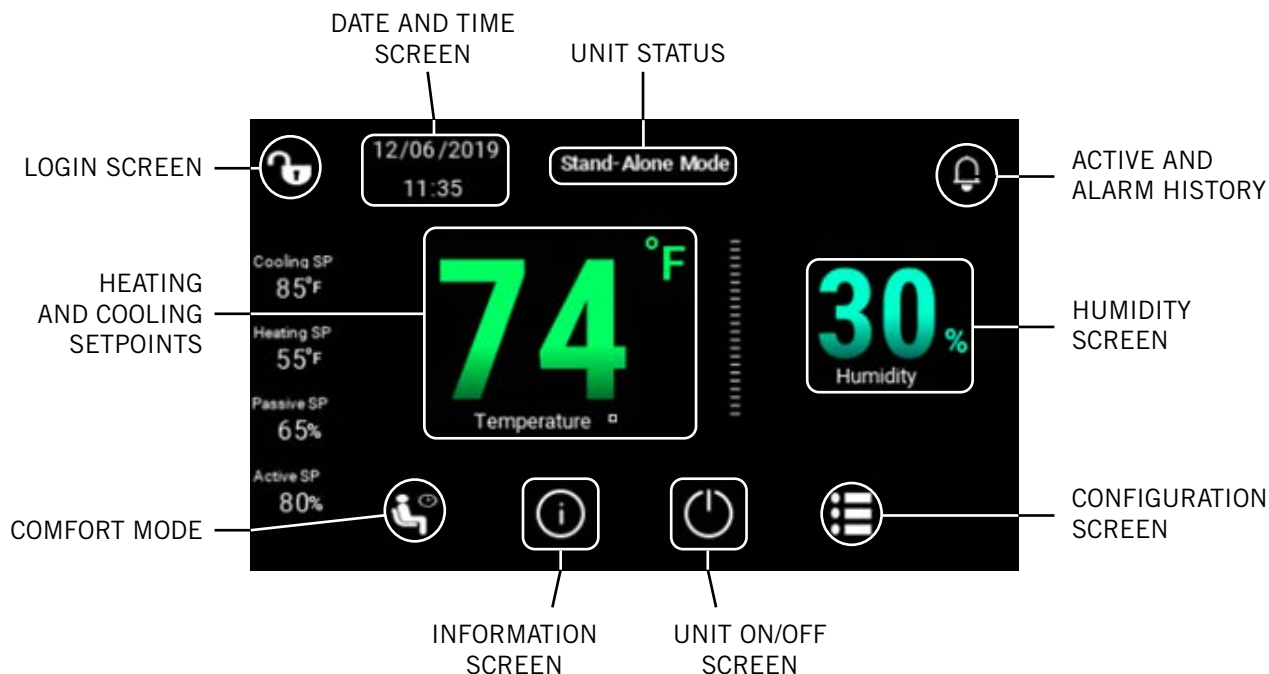 DATE AND TIME
SCREEN
UNIT STATUS
LOGIN SCREEN
12/06/2019
11:35
Stand-Alone Mode
ACTIVE AND
ALARM HISTORY
HEATING
AND COOLING
SETPOINTS
Cooling SP
85°F
Heating SP
55°F
Passive SP
65%
Active SP
80%
74 °F
Temperature
30 %
Humidity
HUMIDITY
SCREEN
COMFORT MODE
i
CONFIGURATION
SCREEN
INFORMATION
SCREEN
UNIT ON/OFF
SCREEN